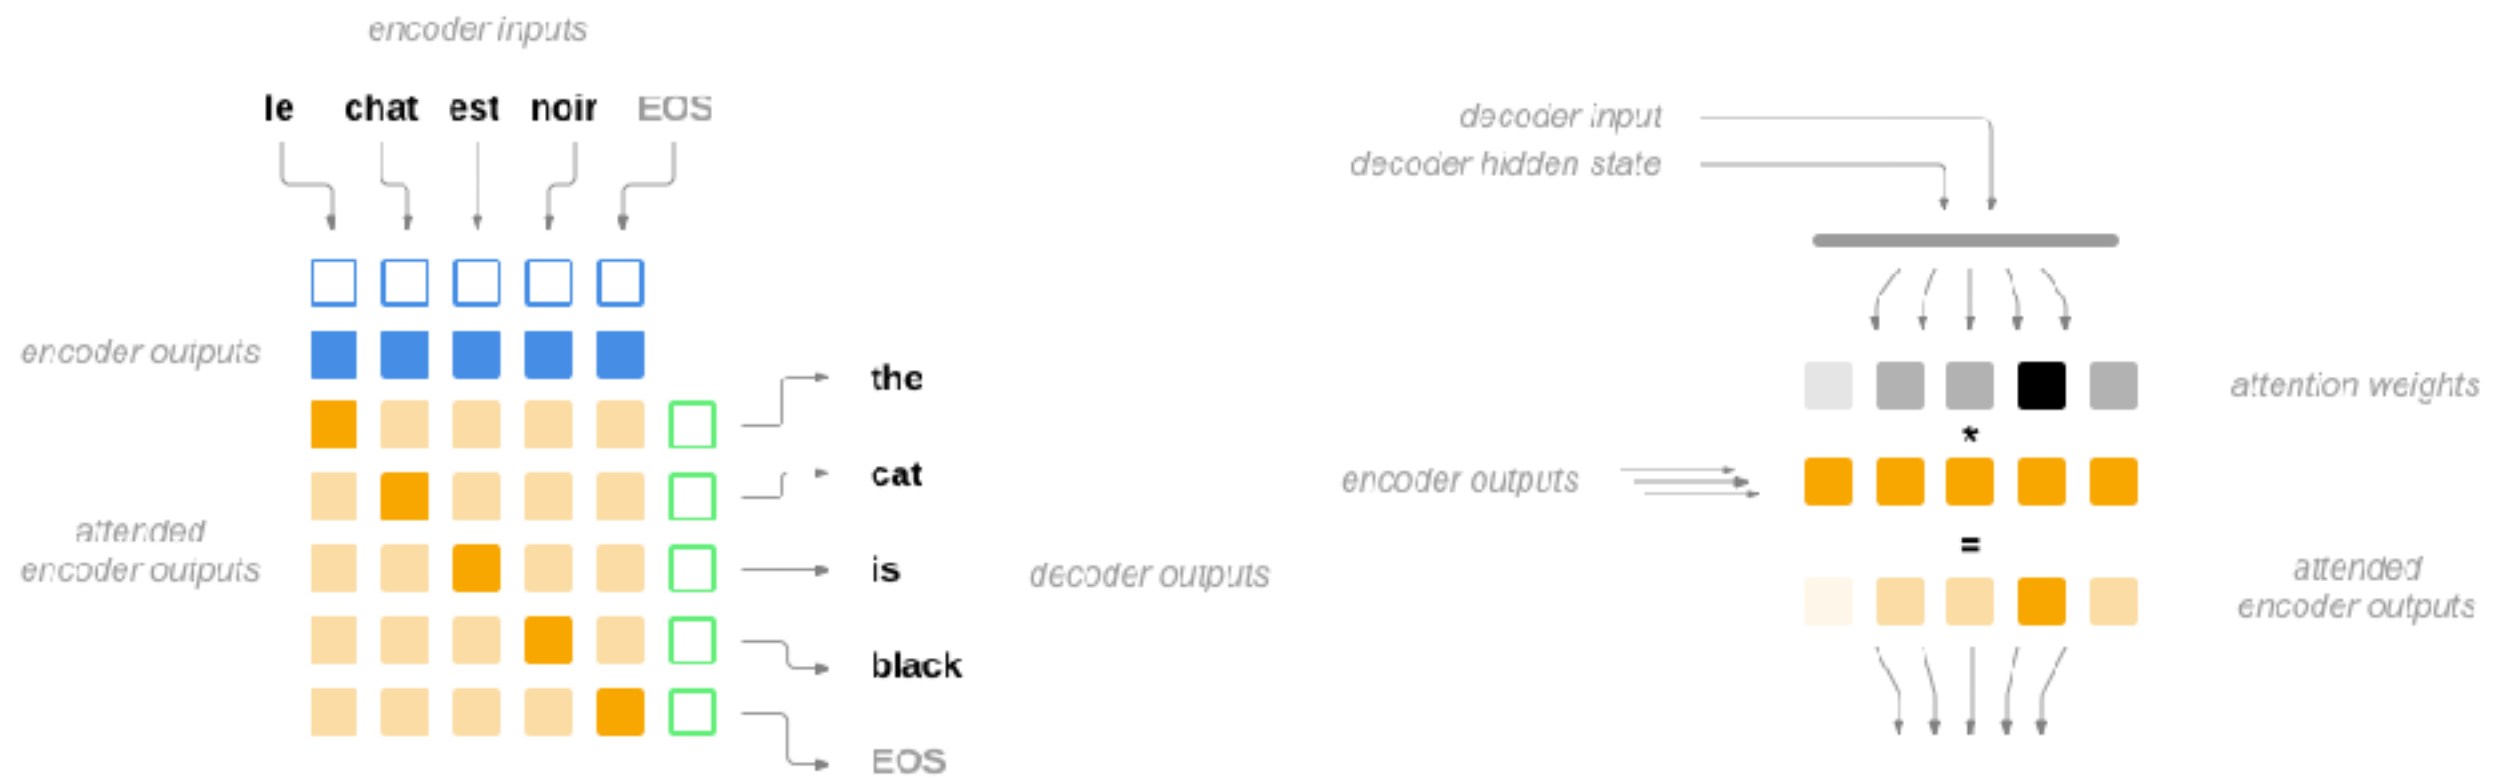 encoder inputs
le chat est noir EOS
encoder outputs
attended
encoder outputs
the
cat
is
black
EOS
decoder outputs
decoder input
decoder hidden state
attention weights
*
encoder outputs
=
attended
encoder outputs